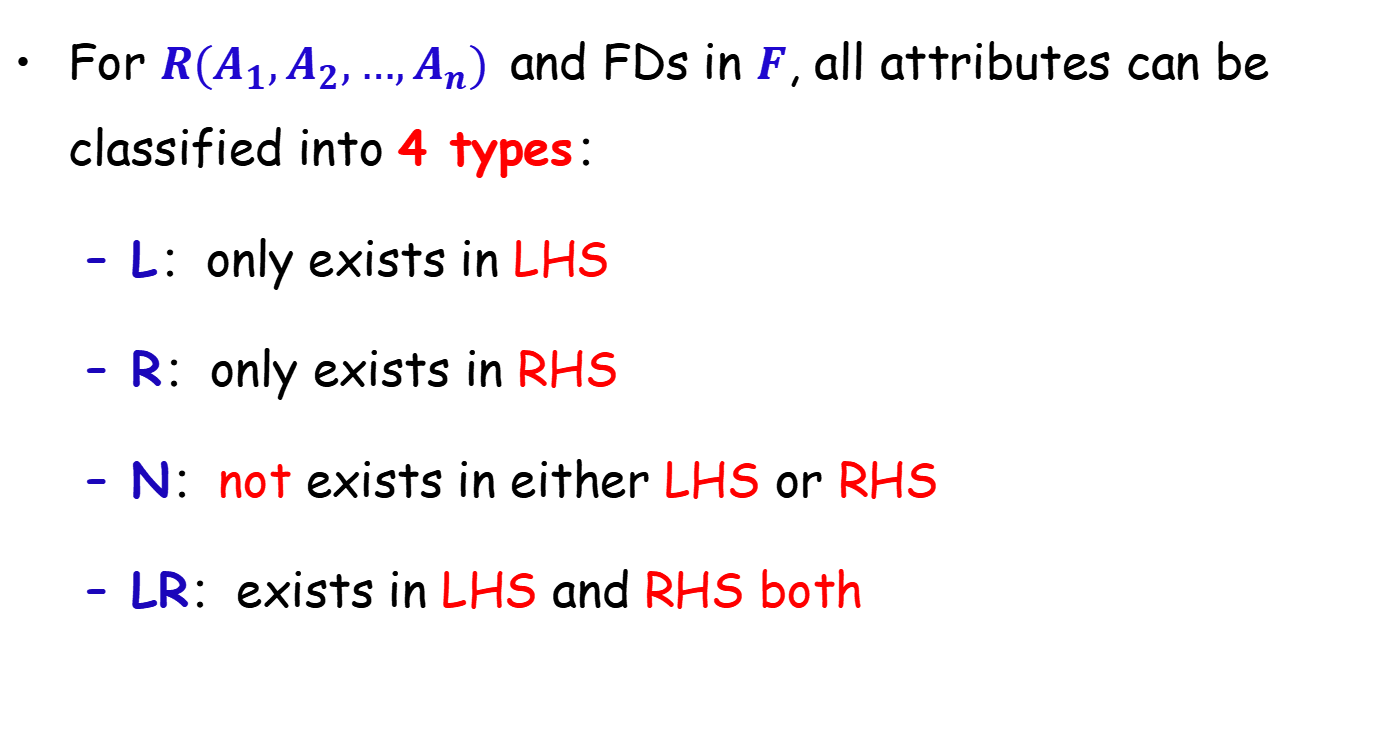 • For R(A₁, A₂, …, Aₙ) and FDs in F, all attributes can be
classified into 4 types:
– L: only exists in LHS
– R: only exists in RHS
– N: not exists in either LHS or RHS
– LR: exists in LHS and RHS both